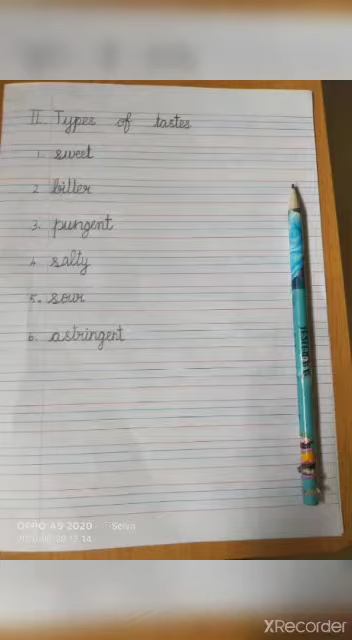 II. Types of tastes
1. sweet
2 bitter
3. pungent
4. salty
5. sour
6. astringent
OPPO A9 2020 Selva
XRecorder